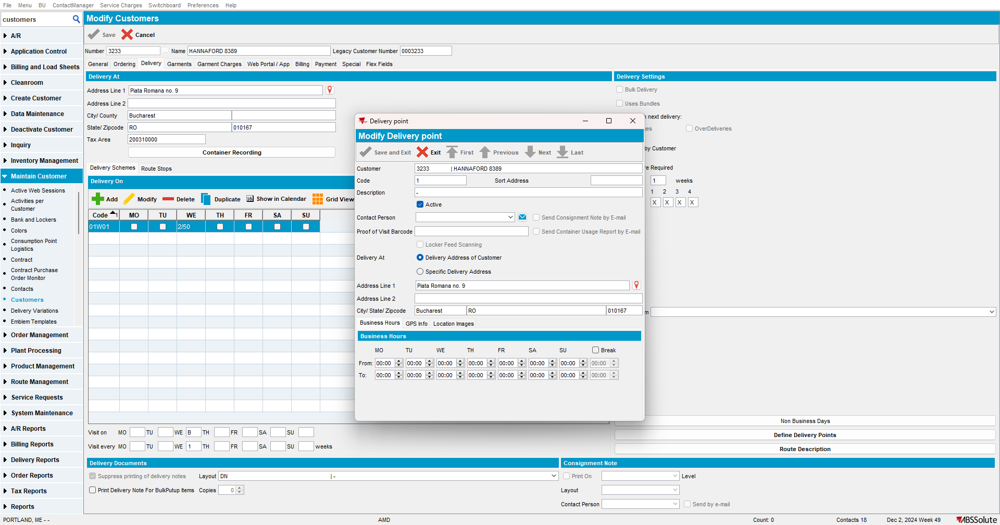 File Menu BU ContactManager Service Charges Switchboard Preferences Help
customers
Modify Customers
Save Cancel
Number 3233 ... Name HANNAFORD 8389 Legacy Customer Number 0003233
General Ordering Delivery Garments Garment Charges Web Portal / App Billing Payment Special Flex Fields
A/R
Application Control
Billing and Load Sheets
Cleanroom
Create Customer
Data Maintenance
Deactivate Customer
Inquiry
Inventory Management
Maintain Customer
Active Web Sessions
Activities per
Customer
Bank and Lockers
Colors
Consumption Point
Logistics
Contract
Contract Purchase
Order Monitor
Contacts
Customers
Delivery Variations
Emblem Templates
Order Management
Plant Processing
Product Management
Route Management
Service Requests
System Maintenance
A/R Reports
Billing Reports
Delivery Reports
Order Reports
Tax Reports
Reports
Delivery At
Address Line 1 Piata Romana no. 9
Address Line 2
City/ County Bucharest
State/ Zipcode RO 010167
Tax Area 200310000
Container Recording
Delivery Schemes Route Stops
Delivery On
Add Modify Delete Duplicate 16 Show in Calendar Grid View
Code 1 MO TU WE TH FR SA SU
01W01 2/50
Visit on MO TU WE B TH FR SA SU
Visit every MO TU WE 1 TH FR SA SU weeks
Delivery Settings
Bulk Delivery
Uses Bundles
n next delivery:
ges OverDeliveries
by Customer
re Required
1 weeks
1 2 3 4
X X X X
m
Non Business Days
Define Delivery Points
Route Description
Delivery point
Modify Delivery point
Save and Exit Exit First Previous Next Last
Customer 3233 | HANNAFORD 8389
Code 1 Sort Address
Description -
Active
Contact Person Send Consignment Note by E-mail
Proof of Visit Barcode Send Container Usage Report by E-mail
Locker Feed Scanning
Delivery At Delivery Address of Customer
Specific Delivery Address
Address Line 1 Piata Romana no. 9
Address Line 2
City/ State/ Zipcode Bucharest RO 010167
Business Hours GPS Info Location Images
Business Hours
MO TU WE TH FR SA SU Break
From: 00:00 00:00 00:00 00:00 00:00 00:00 00:00 00:00
To: 00:00 00:00 00:00 00:00 00:00 00:00 00:00 00:00
Delivery Documents
Suppress printing of delivery notes Layout DN | -
Print Delivery Note For BulkPutup Items Copies 0
Consignment Note
Print On Level
Layout
Contact Person Send by e-mail
PORTLAND, ME - - AMD Count: 0 Contacts 18 Dec 2, 2024 Week 49 ABSSolute